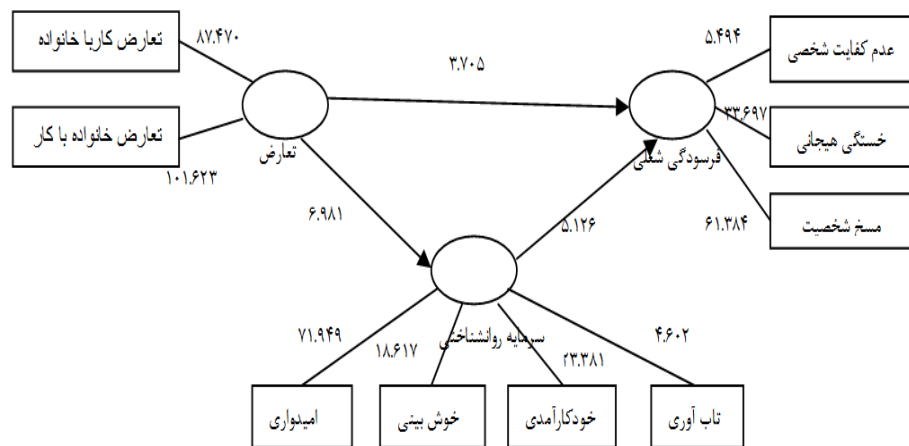 تعارض کاربا خانواده
۸۷.۴۷۰
۵.۴۹۴
عدم کفایت شخصی
۳.۷۰۵
۳۳.۶۹۷
خستگی هیجانی
تعارض خانواده با کار
تعارض
فرسودگی شغلی
۱۰۱.۶۲۳
۶.۹۸۱
۵.۱۲۶
۶۱.۳۸۴
مسخ شخصیت
سرمایه روانشناختی
۷۱.۹۴۹
۱۸.۶۱۷
۲۳.۳۸۱
۴.۶۰۲
امیدواری
خوش بینی
خودکارآمدی
تاب آوری